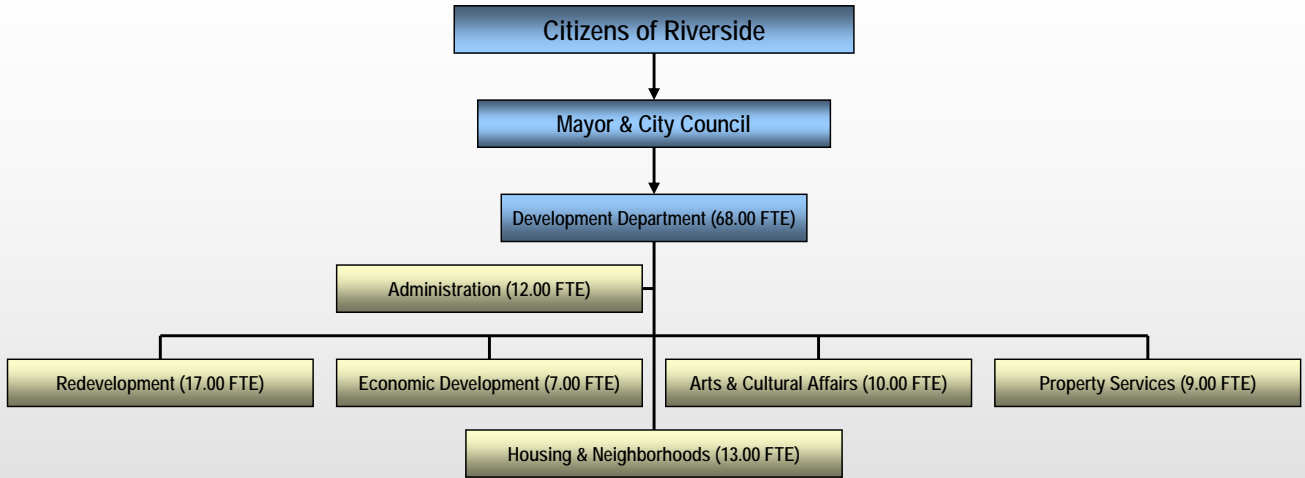 Citizens of Riverside
Mayor & City Council
Development Department (68.00 FTE)
Administration (12.00 FTE)
Redevelopment (17.00 FTE)
Economic Development (7.00 FTE)
Arts & Cultural Affairs (10.00 FTE)
Property Services (9.00 FTE)
Housing & Neighborhoods (13.00 FTE)